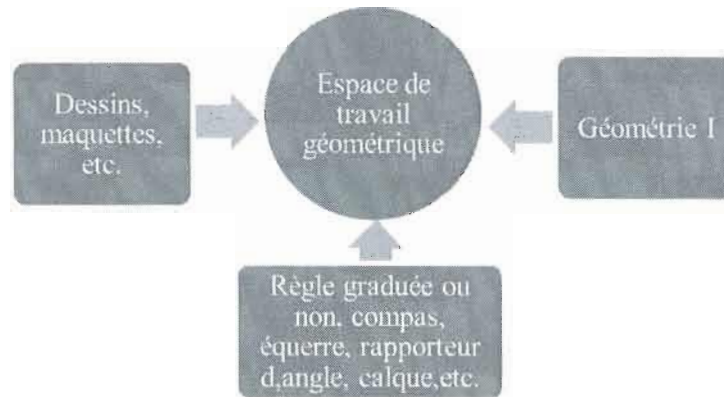 Dessins,
maquettes,
etc.
Espace de
travail
géométrique
Géométrie I
Règle graduée ou
non, compas,
équerre, rapporteur
d,angle, calque,etc.